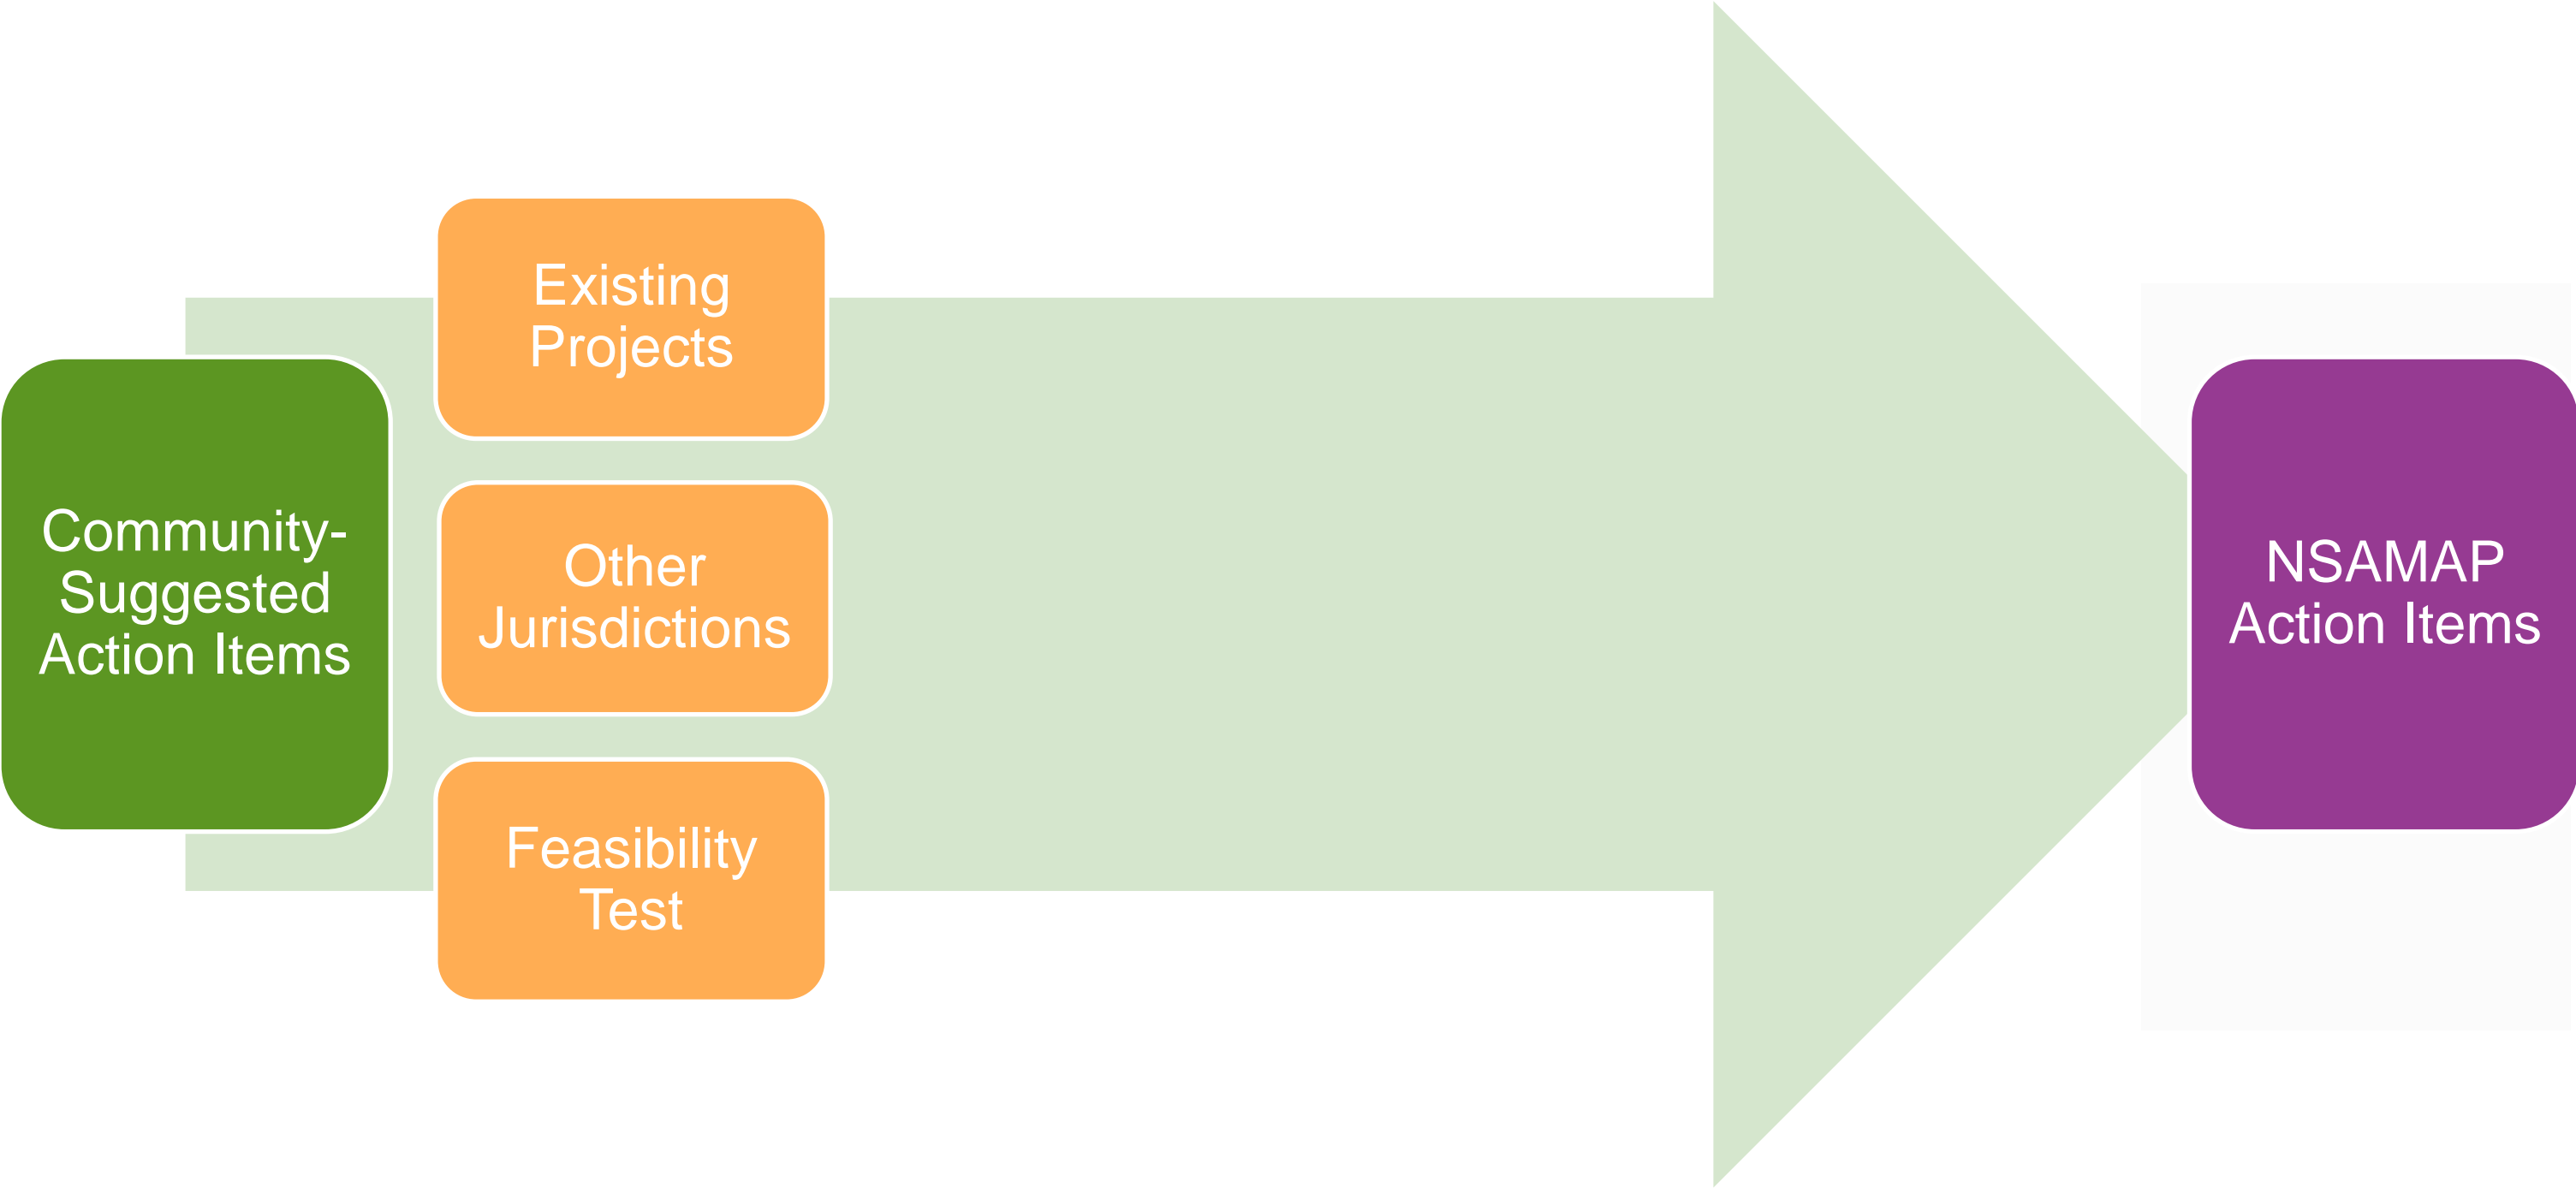 Community-
Suggested
Action Items
Existing
Projects
Other
Jurisdictions
Feasibility
Test
NSAMAP
Action Items